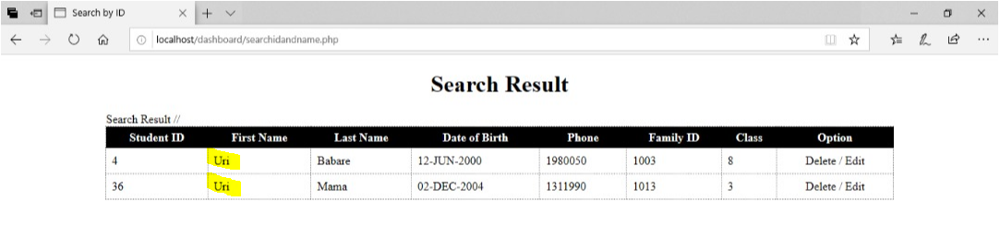 Search by ID
localhost/dashboard/searchidandname.php
Search Result
Search Result //
Student ID First Name Last Name Date of Birth Phone Family ID Class Option
4 Uri Babare 12-JUN-2000 1980050 1003 8 Delete / Edit
36 Uri Mama 02-DEC-2004 1311990 1013 3 Delete / Edit